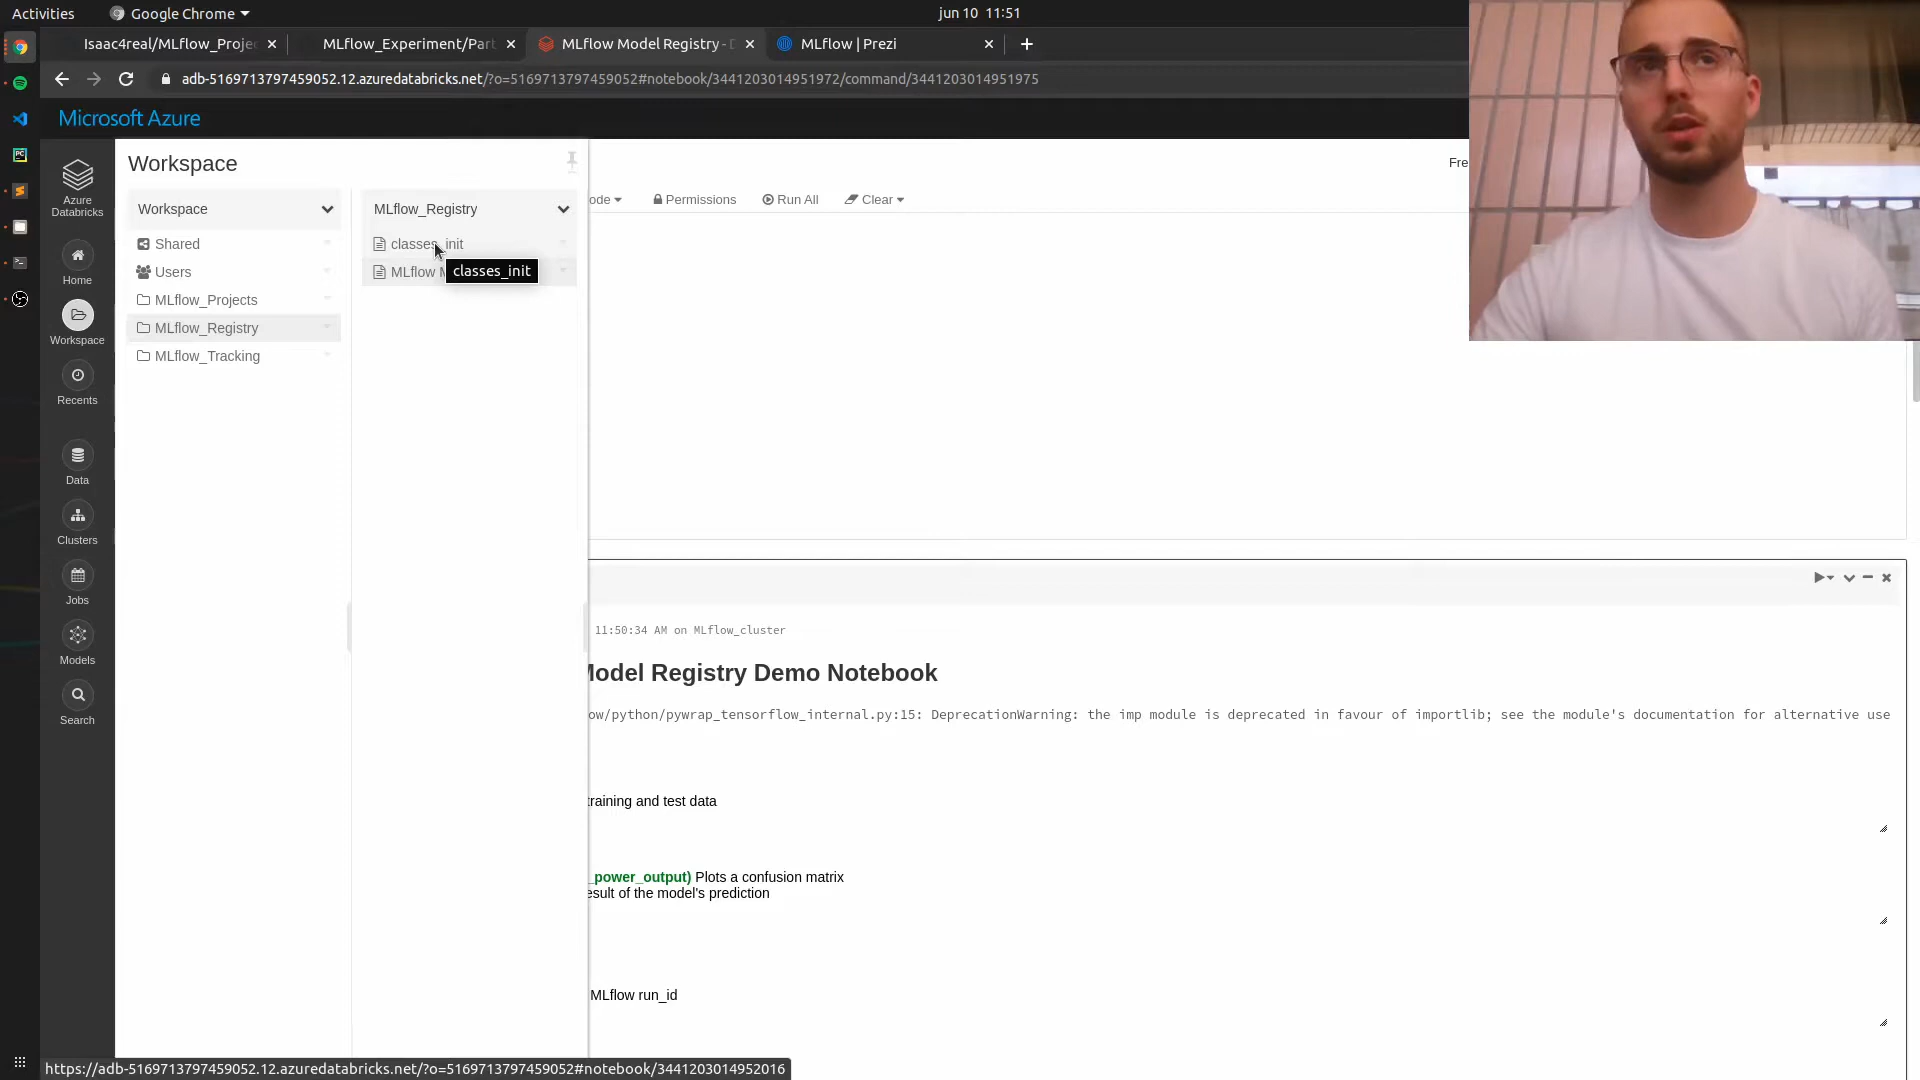 Activities
Google Chrome
jun 10 11:51
Isaac4real/MLflow_Proje
MLflow_Experiment/Part
MLflow Model Registry - D
MLflow | Prezi
adb-5169713797459052.12.azuredatabricks.net/?o=5169713797459052#notebook/3441203014951972/command/3441203014951975
Microsoft Azure
Azure
Databricks
Home
Workspace
Recents
Data
Clusters
Jobs
Models
Search
Workspace
Workspace
Shared
Users
MLflow_Projects
MLflow_Registry
MLflow_Tracking
MLflow_Registry
classes_init
MLflow M
classes_init
Fre
ode
Permissions
Run All
Clear
11:50:34 AM on MLflow_cluster
Model Registry Demo Notebook
ow/python/pywrap_tensorflow_internal.py:15: DeprecationWarning: the imp module is deprecated in favour of importlib; see the module's documentation for alternative use
training and test data
_power_output) Plots a confusion matrix
esult of the model's prediction
MLflow run_id
https://adb-5169713797459052.12.azuredatabricks.net/?o=5169713797459052#notebook/3441203014952016